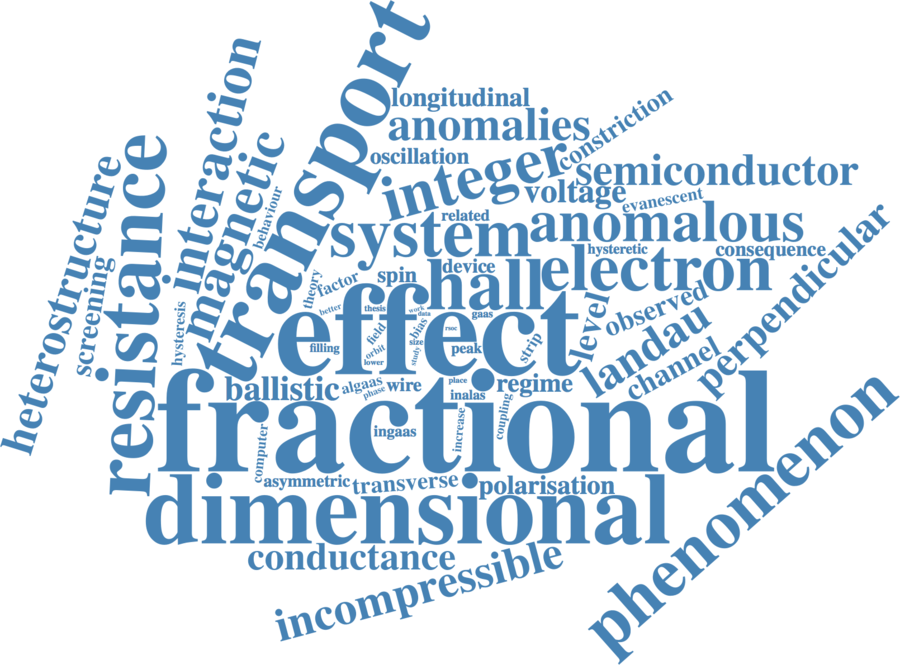 transport
longitudinal
anomalies
constriction
interaction
oscillation
integer
semiconductor
magnetic
resistance
voltage
evanescent
heterostructure
behaviour
related
system
anomalous
hysteretic
consequence
perpendicular
screening
theory
factor
spin
device
hall
electron
hysteresis
better
thesis
work
data
gaas
level
observed
effect
field
bias
rsoc
filling
orbit
size
peak
strip
landau
lower
study
channel
ballistic
algaas
phase
wire
place
inalas
regime
fractional
phenomenon
computer
ingaas
increase
coupling
asymmetric
transverse
polarisation
dimensional
conductance
incompressible